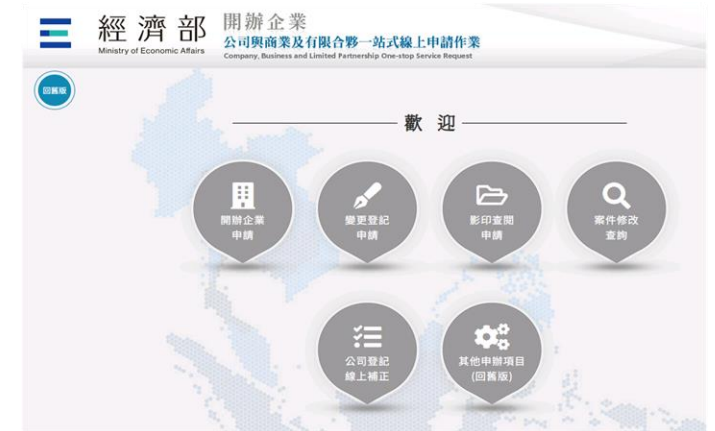 經濟部
Ministry of Economic Affairs
開辦企業
公司與商業及有限合夥一站式線上申請作業
Company, Business and Limited Partnership One-stop Service Request
回舊版
歡迎
開辦企業
申請
變更登記
申請
影印查閱
申請
案件修改
查詢
公司登記
線上補正
其他申辦項目
(回舊版)